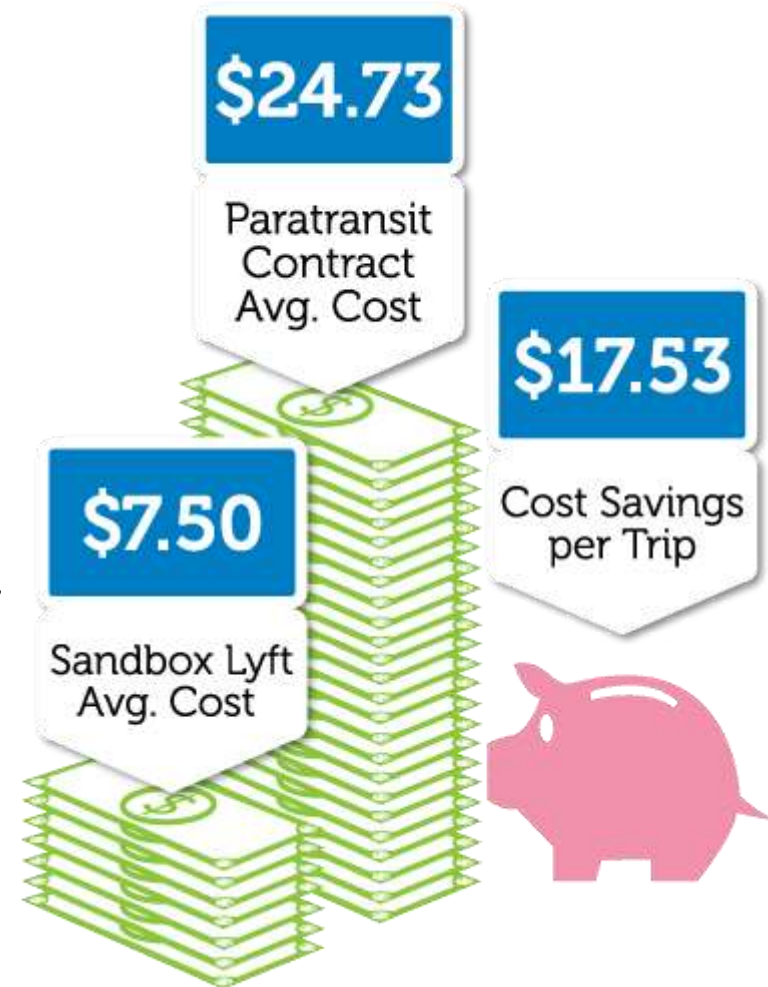 $24.73
Paratransit
Contract
Avg. Cost
$17.53
Cost Savings
per Trip
$7.50
Sandbox Lyft
Avg. Cost